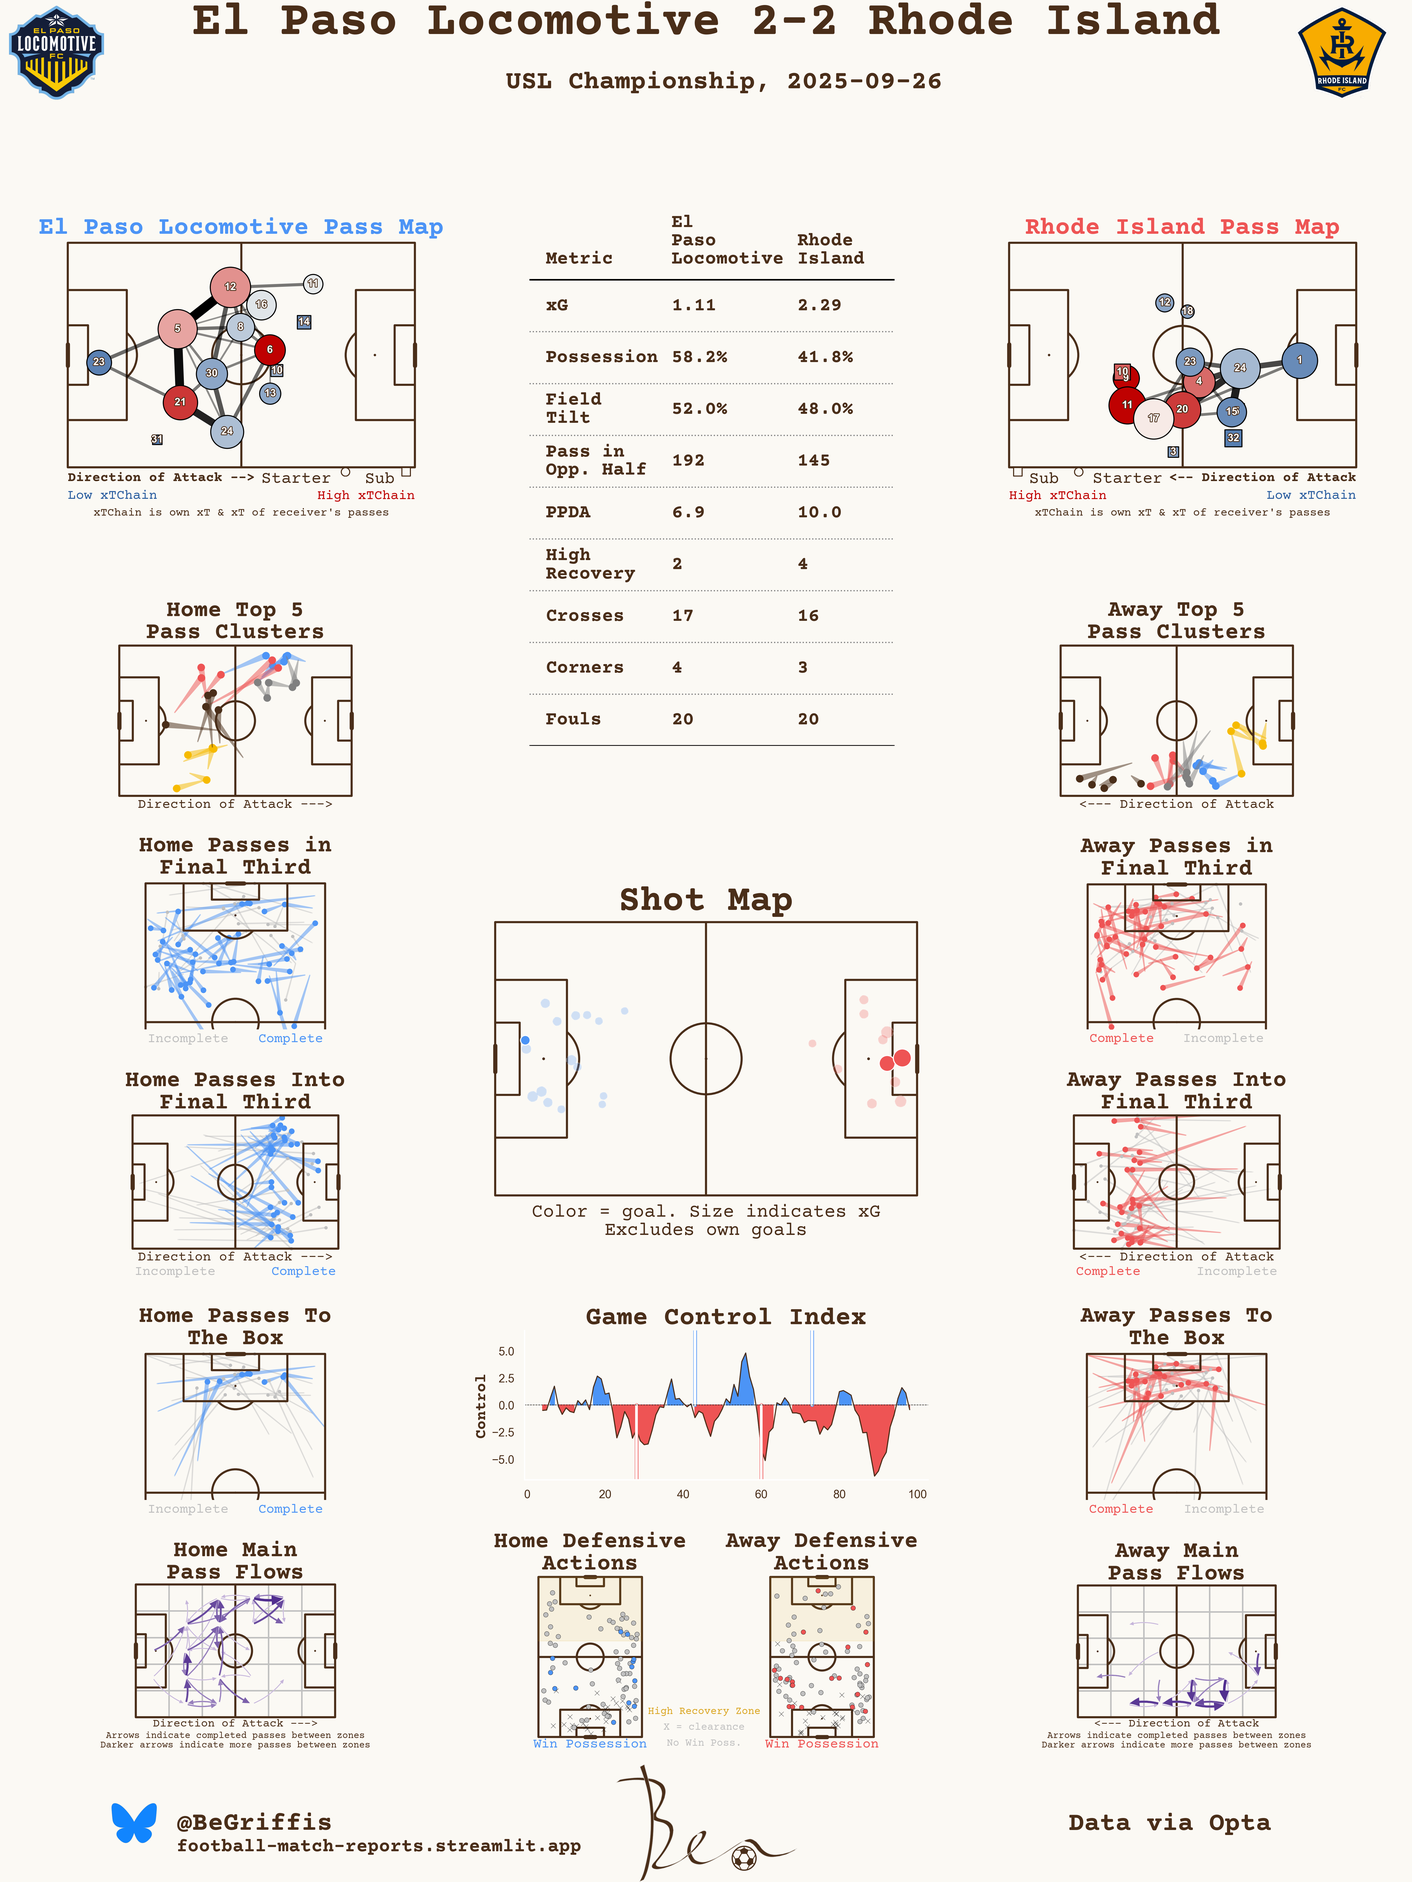 El Paso Locomotive 2-2 Rhode Island
USL Championship, 2025-09-26
EL PASO
LOCOMOTIVE
FC
RI
RHODE ISLAND
FC
El Paso Locomotive Pass Map
12
11
16
14
5
8
6
23
30
10
13
21
24
31
Direction of Attack --> Starter Sub
Low xTChain High xTChain
xTChain is own xT & xT of receiver's passes
Metric El Paso Locomotive Rhode Island
xG 1.11 2.29
Possession 58.2% 41.8%
Field Tilt 52.0% 48.0%
Pass in Opp. Half 192 145
PPDA 6.9 10.0
High Recovery 2 4
Crosses 17 16
Corners 4 3
Fouls 20 20
Rhode Island Pass Map
12
18
23
1
24
10
9
4
11
20
15
17
32
3
Sub Starter <-- Direction of Attack
High xTChain Low xTChain
xTChain is own xT & xT of receiver's passes
Home Top 5
Pass Clusters
Direction of Attack --->
Away Top 5
Pass Clusters
<--- Direction of Attack
Home Passes in
Final Third
Incomplete Complete
Away Passes in
Final Third
Complete Incomplete
Shot Map
Color = goal. Size indicates xG
Excludes own goals
Home Passes Into
Final Third
Direction of Attack --->
Incomplete Complete
Away Passes Into
Final Third
<--- Direction of Attack
Complete Incomplete
Home Passes To
The Box
Incomplete Complete
Game Control Index
Control
5.0
2.5
0.0
−2.5
−5.0
0 20 40 60 80 100
Away Passes To
The Box
Complete Incomplete
Home Main
Pass Flows
Direction of Attack --->
Arrows indicate completed passes between zones
Darker arrows indicate more passes between zones
Home Defensive
Actions
Win Possession
High Recovery Zone
X = clearance
No Win Poss.
Away Defensive
Actions
Win Possession
Away Main
Pass Flows
<--- Direction of Attack
Arrows indicate completed passes between zones
Darker arrows indicate more passes between zones
@BeGriffis
football-match-reports.streamlit.app
Ben
Data via Opta